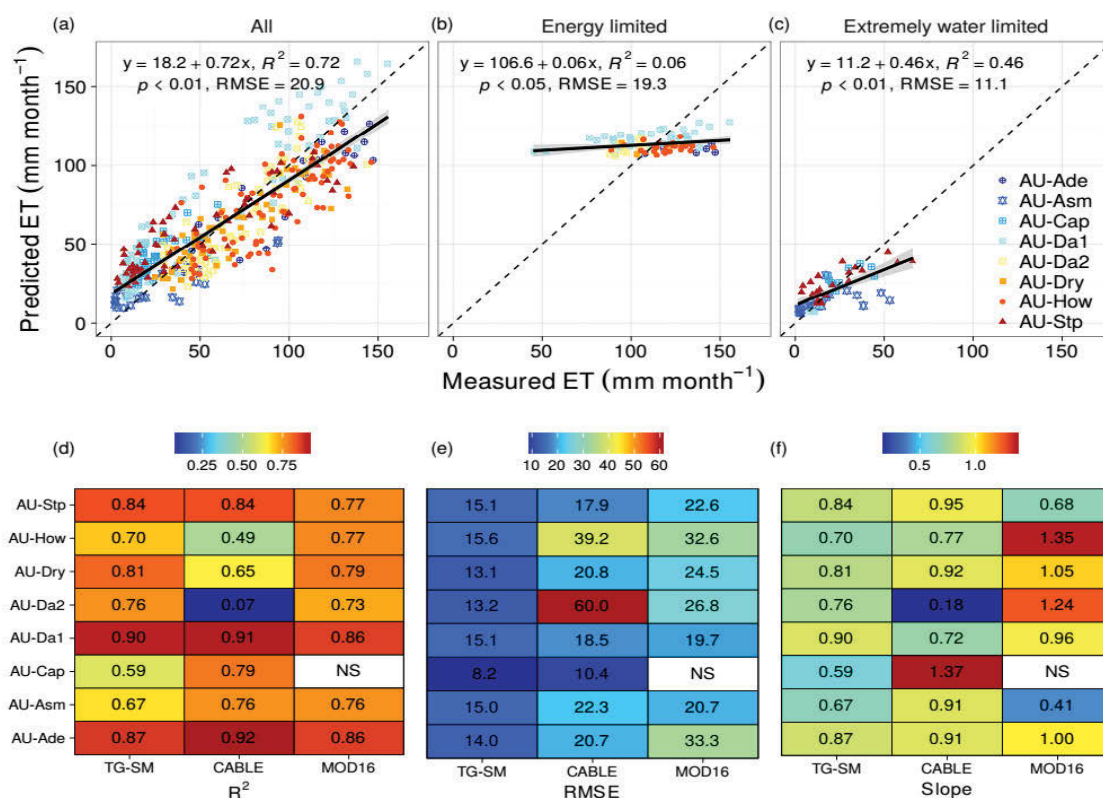 (a) All
y = 18.2 + 0.72x, R² = 0.72
p < 0.01, RMSE = 20.9
(b) Energy limited
y = 106.6 + 0.06x, R² = 0.06
p < 0.05, RMSE = 19.3
(c) Extremely water limited
y = 11.2 + 0.46x, R² = 0.46
p < 0.01, RMSE = 11.1
Predicted ET (mm month⁻¹)
150
100
50
0
AU-Ade
AU-Asm
AU-Cap
AU-Da1
AU-Da2
AU-Dry
AU-How
AU-Stp
0 50 100 150 0 50 100 150 0 50 100 150
Measured ET (mm month⁻¹)
(d) 0.25 0.50 0.75
AU-Stp 0.84 0.84 0.77
AU-How 0.70 0.49 0.77
AU-Dry 0.81 0.65 0.79
AU-Da2 0.76 0.07 0.73
AU-Da1 0.90 0.91 0.86
AU-Cap 0.59 0.79 NS
AU-Asm 0.67 0.76 0.76
AU-Ade 0.87 0.92 0.86
TG-SM CABLE MOD16
R²
(e) 10 20 30 40 50 60
15.1 17.9 22.6
15.6 39.2 32.6
13.1 20.8 24.5
13.2 60.0 26.8
15.1 18.5 19.7
8.2 10.4 NS
15.0 22.3 20.7
14.0 20.7 33.3
TG-SM CABLE MOD16
RMSE
(f) 0.5 1.0
0.84 0.95 0.68
0.70 0.77 1.35
0.81 0.92 1.05
0.76 0.18 1.24
0.90 0.72 0.96
0.59 1.37 NS
0.67 0.91 0.41
0.87 0.91 1.00
TG-SM CABLE MOD16
Slope